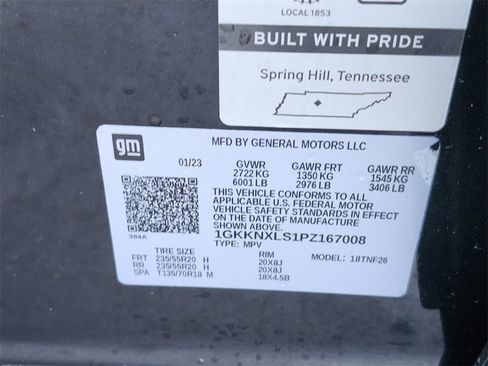 LOCAL 1853
BUILT WITH PRIDE
Spring Hill, Tennessee
gm
MFD BY GENERAL MOTORS LLC
01/23 GVWR GAWR FRT GAWR RR
2722 KG 1350 KG 1545 KG
6001 LB 2976 LB 3406 LB
THIS VEHICLE CONFORMS TO ALL
APPLICABLE U.S. FEDERAL MOTOR
VEHICLE SAFETY STANDARDS IN EFFECT
ON THE DATE OF MANUFACTURE
SHOWN ABOVE.
384A 1GKKNXLS1PZ167008
TYPE: MPV
TIRE SIZE RIM MODEL: 18TNF26
FRT 235/55R20 H 20X8J
RR 235/55R20 H 20X8J
SPA T135/70R18 M 18X4.5B